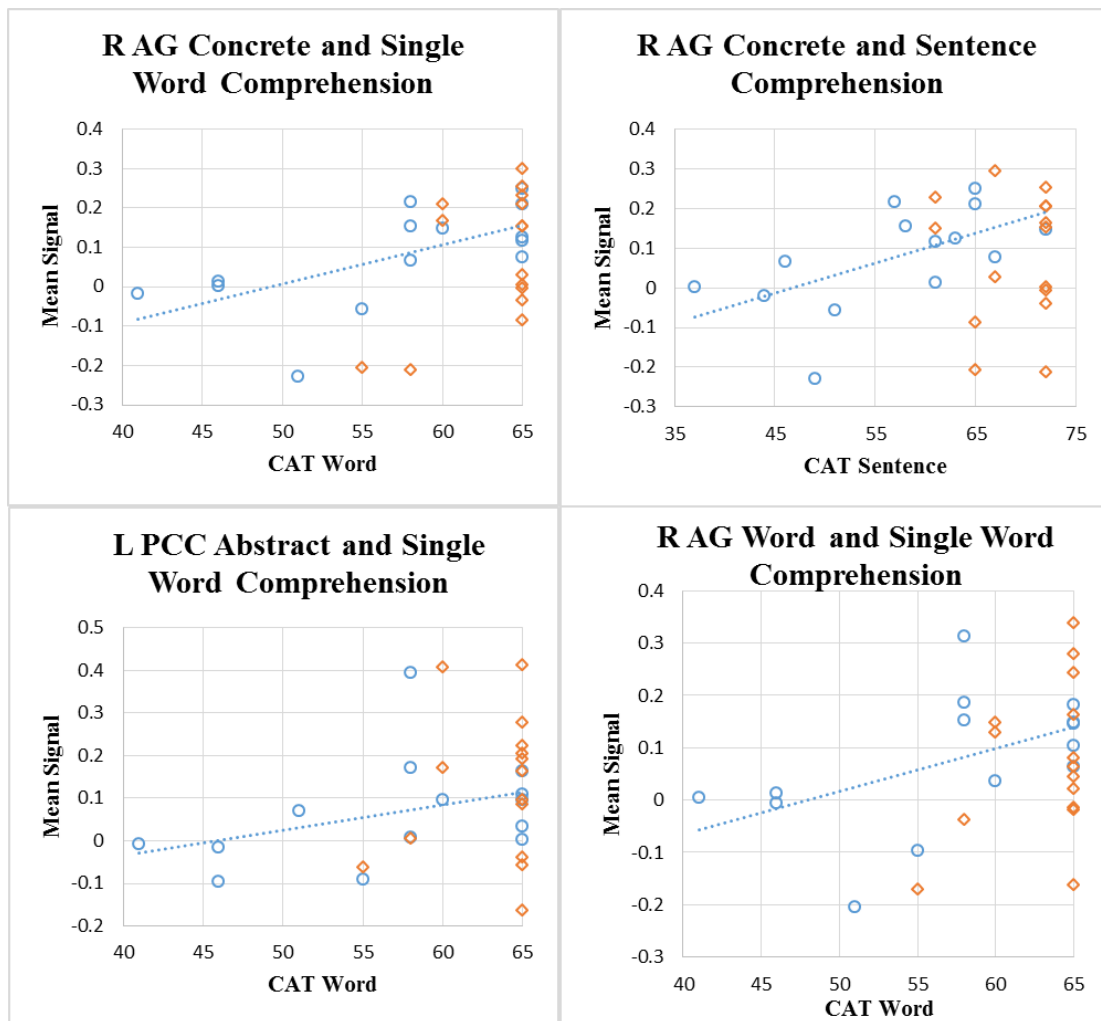 R AG Concrete and Single
Word Comprehension
0.4
0.3
0.2
0.1
0
-0.1
-0.2
-0.3
Mean Signal
40 45 50 55 60 65
CAT Word
R AG Concrete and Sentence
Comprehension
0.4
0.3
0.2
0.1
0
-0.1
-0.2
-0.3
Mean Signal
35 45 55 65 75
CAT Sentence
L PCC Abstract and Single
Word Comprehension
0.5
0.4
0.3
0.2
0.1
0
-0.1
-0.2
Mean Signal
40 45 50 55 60 65
CAT Word
R AG Word and Single Word
Comprehension
0.4
0.3
0.2
0.1
0
-0.1
-0.2
-0.3
Mean Signal
40 45 50 55 60 65
CAT Word